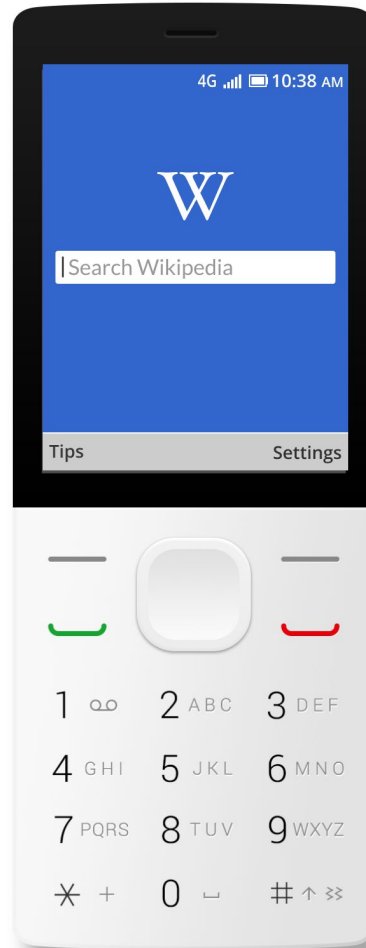 4G 10:38 AM
W
Search Wikipedia
Tips Settings
1 2 ABC 3 DEF
4 GHI 5 JKL 6 MNO
7 PQRS 8 TUV 9 WXYZ
* + 0 #